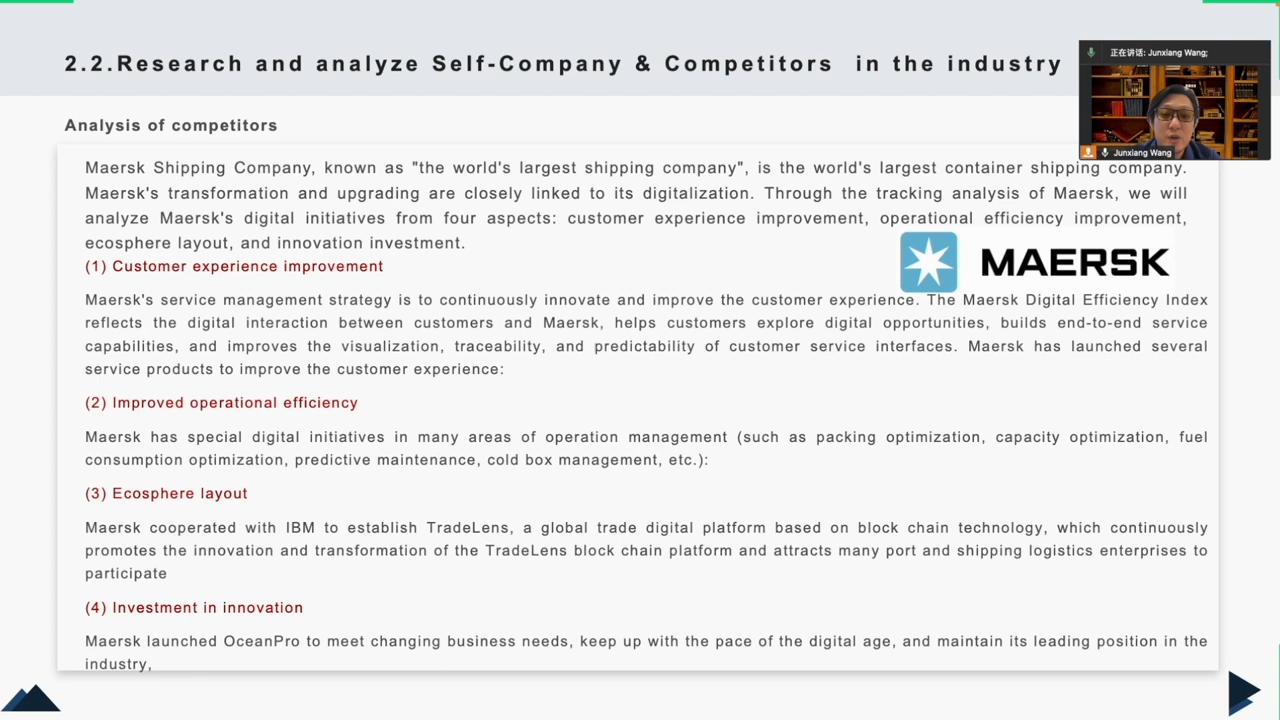 2.2.Research and analyze Self-Company & Competitors in the industry
正在讲话: Junxiang Wang;
Junxiang Wang
Analysis of competitors
Maersk Shipping Company, known as "the world's largest shipping company", is the world's largest container shipping company.
Maersk's transformation and upgrading are closely linked to its digitalization. Through the tracking analysis of Maersk, we will
analyze Maersk's digital initiatives from four aspects: customer experience improvement, operational efficiency improvement,
ecosphere layout, and innovation investment.
MAERSK
(1) Customer experience improvement
Maersk's service management strategy is to continuously innovate and improve the customer experience. The Maersk Digital Efficiency Index
reflects the digital interaction between customers and Maersk, helps customers explore digital opportunities, builds end-to-end service
capabilities, and improves the visualization, traceability, and predictability of customer service interfaces. Maersk has launched several
service products to improve the customer experience:
(2) Improved operational efficiency
Maersk has special digital initiatives in many areas of operation management (such as packing optimization, capacity optimization, fuel
consumption optimization, predictive maintenance, cold box management, etc.):
(3) Ecosphere layout
Maersk cooperated with IBM to establish TradeLens, a global trade digital platform based on block chain technology, which continuously
promotes the innovation and transformation of the TradeLens block chain platform and attracts many port and shipping logistics enterprises to
participate
(4) Investment in innovation
Maersk launched OceanPro to meet changing business needs, keep up with the pace of the digital age, and maintain its leading position in the
industry,